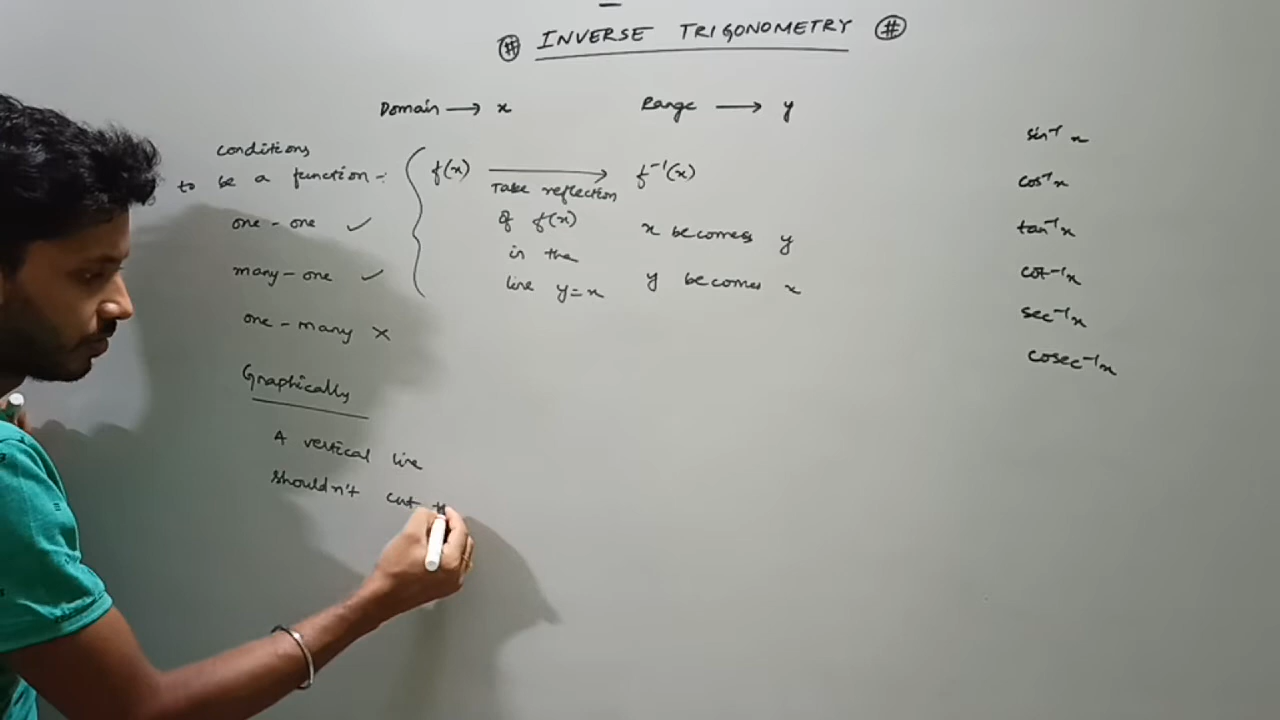 # INVERSE TRIGONOMETRY #
Domain → x
Range → y
conditions
to be a function :-
one - one ✓
many - one ✓
one - many ×
Graphically
A vertical line
shouldn't cut
f(x) → f⁻¹(x)
Take reflection
of f(x)
in the
line y=x
x becomes y
y becomes x
sin⁻¹ x
cos⁻¹x
tan⁻¹x
cot⁻¹x
sec⁻¹x
cosec⁻¹x